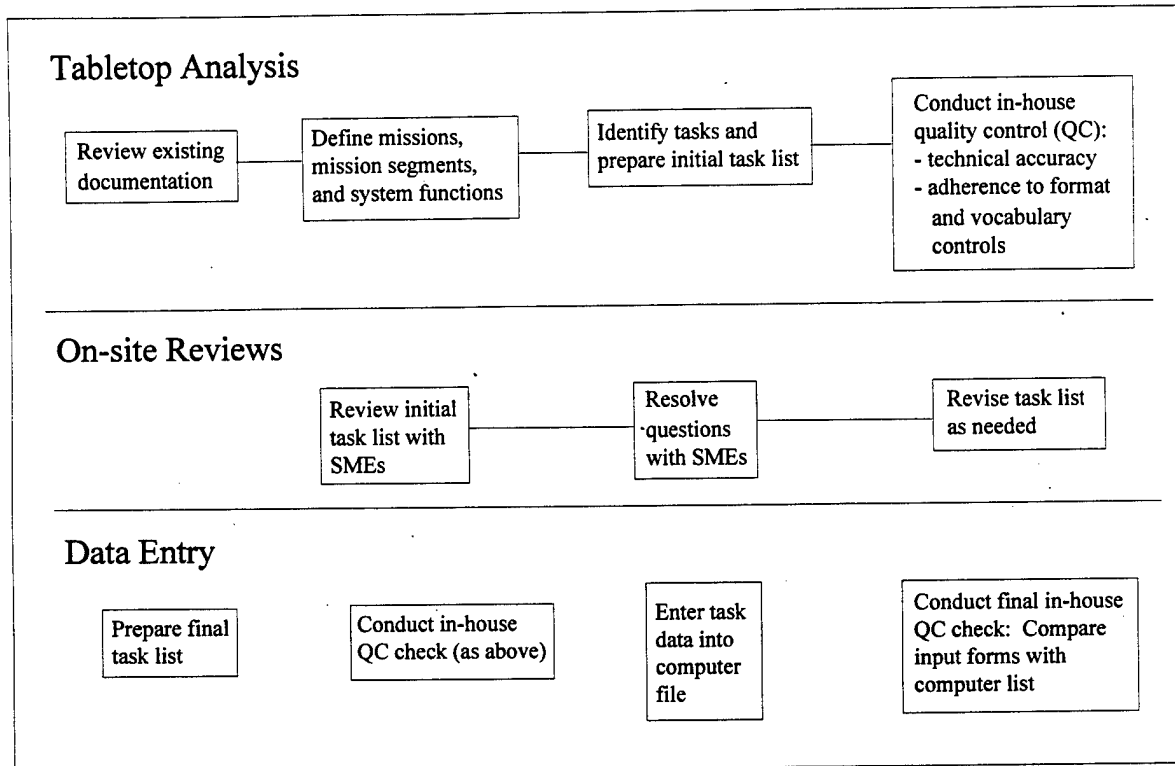 Tabletop Analysis
Review existing
documentation
Define missions,
mission segments,
and system functions
Identify tasks and
prepare initial task list
Conduct in-house
quality control (QC):
- technical accuracy
- adherence to format
and vocabulary
controls
On-site Reviews
Review initial
task list with
SMEs
Resolve
questions
with SMEs
Revise task list
as needed
Data Entry
Prepare final
task list
Conduct in-house
QC check (as above)
Enter task
data into
computer
file
Conduct final in-house
QC check: Compare
input forms with
computer list